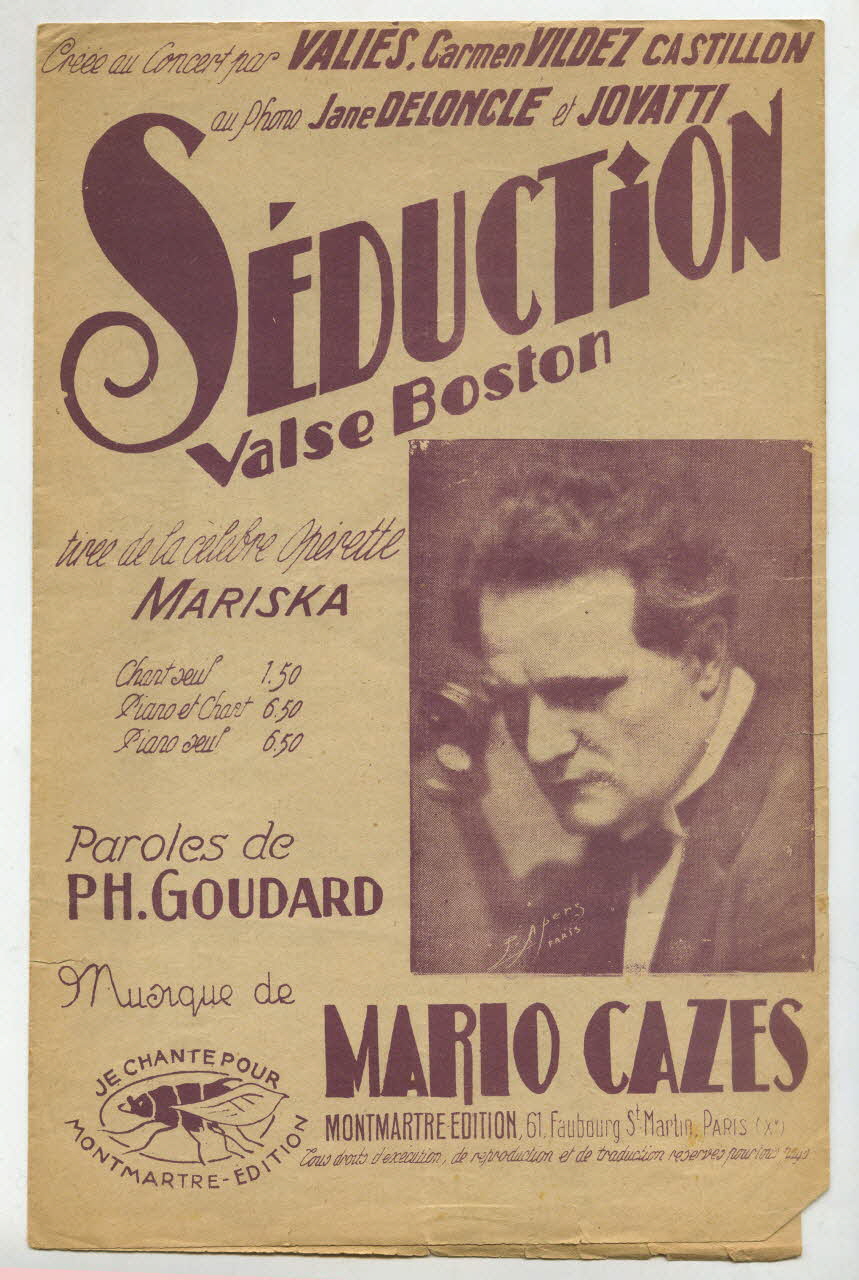 Créée au Concert par VALIÉS, Carmen VILDEZ CASTILLON
au Phono Jane DELONCLE et JOVATTI
SÉDUCTION
Valse Boston
tirée de la célèbre Opérette
MARISKA
Chant seul 1.50
Piano et Chant 6.50
Piano seul 6.50
Paroles de
PH. GOUDARD
Musique de
MARIO CAZES
F. Apers
PARIS
JE CHANTE POUR
MONTMARTRE-ÉDITION
MONTMARTRE EDITION, 61, Faubourg St Martin, PARIS (Xe)
Tous droits d'exécution, de reproduction et de traduction réservés pour tous pays